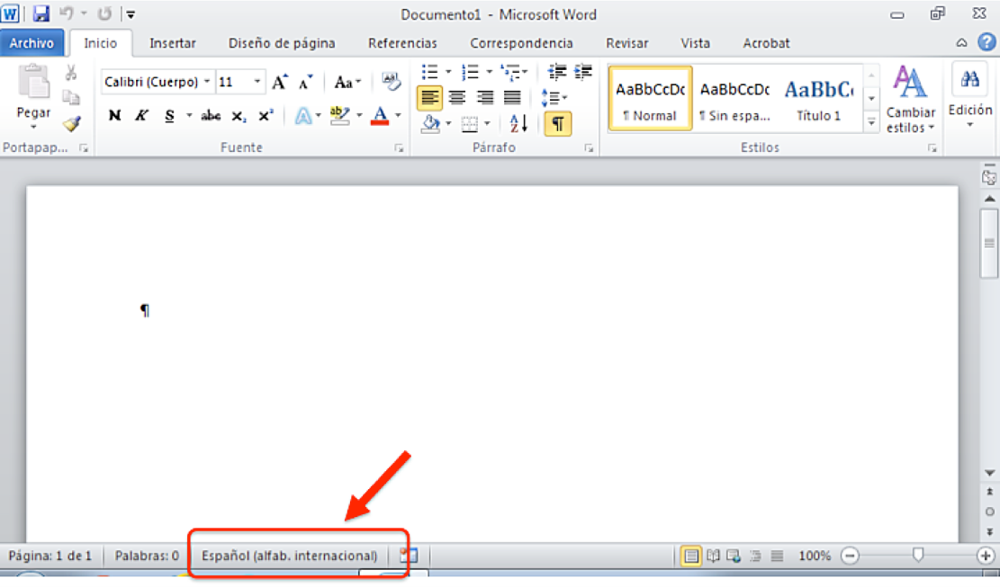 Documento1 - Microsoft Word
Archivo Inicio Insertar Diseño de página Referencias Correspondencia Revisar Vista Acrobat
Calibri (Cuerpo) 11 A A Aa
AaBbCcDc AaBbCcDc AaBbC
Pegar N K S abc x, x² A ab A ¶
¶ Normal ¶ Sin espa... Título 1 Cambiar estilos Edición
Portapap... Fuente Párrafo Estilos
¶
Página: 1 de 1 Palabras: 0 Español (alfab. internacional) 100%